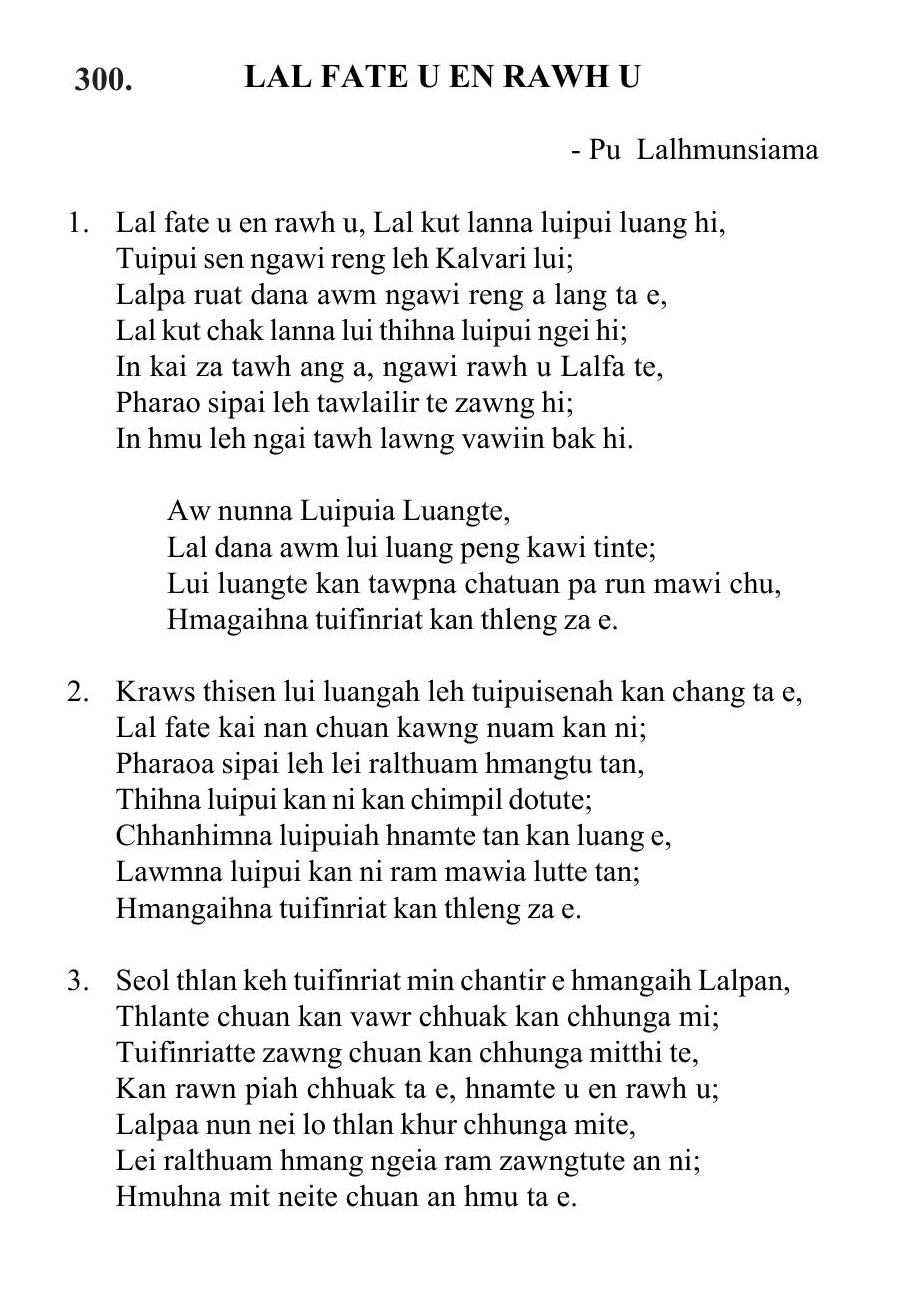 300. LAL FATE U EN RAWH U
- Pu Lalhmunsiama
1. Lal fate u en rawh u, Lal kut lanna luipui luang hi,
Tuipui sen ngawi reng leh Kalvari lui;
Lalpa ruat dana awm ngawi reng a lang ta e,
Lal kut chak lanna lui thihna luipui ngei hi;
In kai za tawh ang a, ngawi rawh u Lalfa te,
Pharao sipai leh tawlailir te zawng hi;
In hmu leh ngai tawh lawng vawiin bak hi.
Aw nunna Luipuia Luangte,
Lal dana awm lui luang peng kawi tinte;
Lui luangte kan tawpna chatuan pa run mawi chu,
Hmagaihna tuifinriat kan thleng za e.
2. Kraws thisen lui luangah leh tuipuisenah kan chang ta e,
Lal fate kai nan chuan kawng nuam kan ni;
Pharaoa sipai leh lei ralthuam hmangtu tan,
Thihna luipui kan ni kan chimpil dotute;
Chhanhimna luipuiah hnamte tan kan luang e,
Lawmna luipui kan ni ram mawia lutte tan;
Hmangaihna tuifinriat kan thleng za e.
3. Seol thlan keh tuifinriat min chantir e hmangaih Lalpan,
Thlante chuan kan vawr chhuak kan chhunga mi;
Tuifinriatte zawng chuan kan chhunga mitthi te,
Kan rawn piah chhuak ta e, hnamte u en rawh u;
Lalpaa nun nei lo thlan khur chhunga mite,
Lei ralthuam hmang ngeia ram zawngtute an ni;
Hmuhna mit neite chuan an hmu ta e.